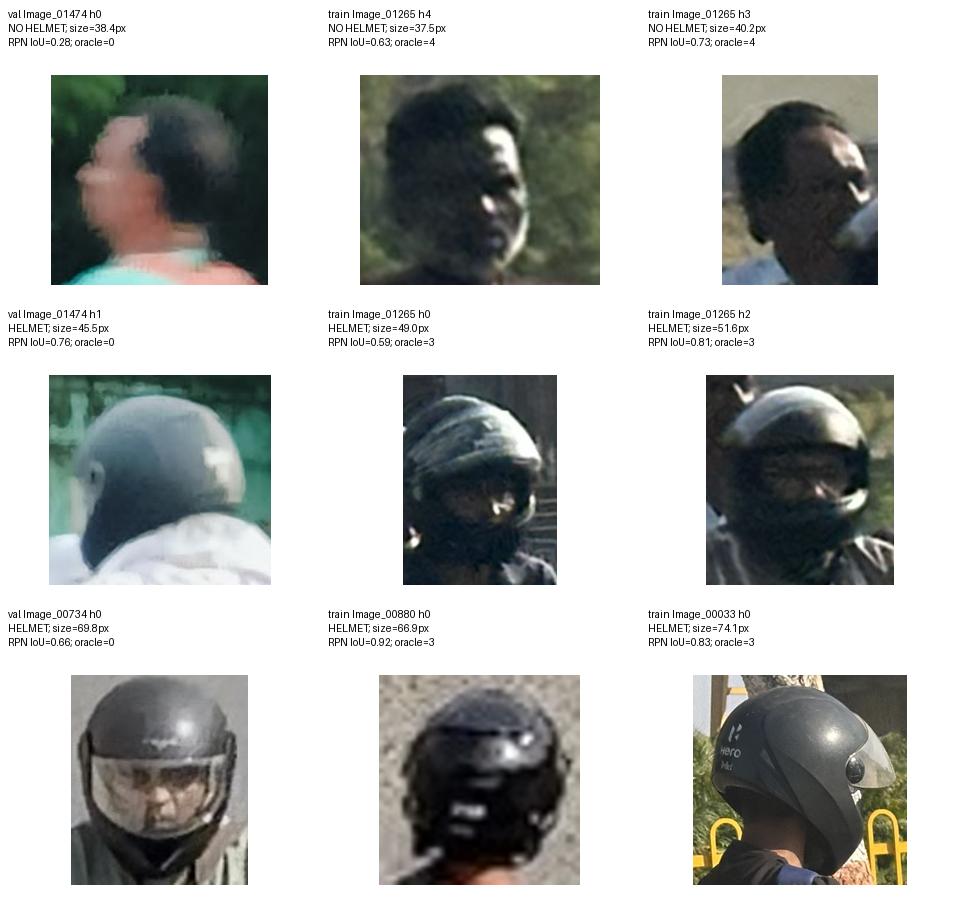 val Image_01474 h0
NO HELMET; size=38.4px
RPN IoU=0.28; oracle=0
train Image_01265 h4
NO HELMET; size=37.5px
RPN IoU=0.63; oracle=4
train Image_01265 h3
NO HELMET; size=40.2px
RPN IoU=0.73; oracle=4
val Image_01474 h1
HELMET; size=45.5px
RPN IoU=0.76; oracle=0
train Image_01265 h0
HELMET; size=49.0px
RPN IoU=0.59; oracle=3
train Image_01265 h2
HELMET; size=51.6px
RPN IoU=0.81; oracle=3
val Image_00734 h0
HELMET; size=69.8px
RPN IoU=0.66; oracle=0
train Image_00880 h0
HELMET; size=66.9px
RPN IoU=0.92; oracle=3
train Image_00033 h0
HELMET; size=74.1px
RPN IoU=0.83; oracle=3
Hero